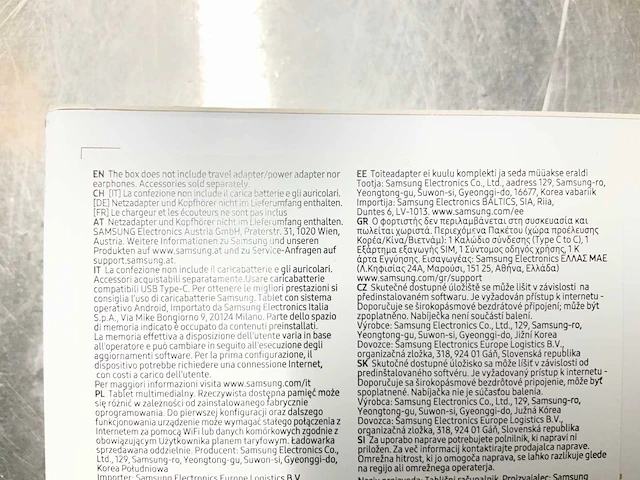 EN The box does not include travel adapter/power adapter nor
earphones. Accessories sold separately.
CH [IT] La confezione non include il carica batterie e gli auricolari.
[DE] Netzadapter und Kopfhörer nicht im Lieferumfang enthalten.
[FR] Le chargeur et les écouteurs ne sont pas inclus
AT Netzadapter und Kopfhörer nicht im Lieferumfang enthalten.
SAMSUNG Electronics Austria GmbH, Praterstr. 31, 1020 Wien,
Austria. Weitere Informationen zu Samsung und unseren
Produkten auf www.samsung.at und zu Service-Anfragen auf
support.samsung.at.
IT La confezione non include il caricabatterie e gli auricolari.
Accessori acquistabili separatamente.Usare caricabatterie
compatibili USB Type-C. Per ottenere le migliori prestazioni si
consiglia l'uso di caricabatterie Samsung. Tablet con sistema
operativo Android, Importato da Samsung Electronics Italia
S.p.A., Via Mike Bongiorno 9, 20124 Milano. Parte dello spazio
di memoria indicato è occupato da contenuti preinstallati.
La memoria effettiva a disposizione dell'utente varia in base
all'operatore e può cambiare in seguito all'esecuzione degli
aggiornamenti software. Per la prima configurazione, il
dispositivo potrebbe richiedere una connessione Internet,
con costi a carico dell'utente.
Per maggiori informazioni visita www.samsung.com/it
PL Tablet multimedialny. Rzeczywista dostępna pamięć może
się różnić w zależności od zainstalowanego fabrycznie
oprogramowania. Do pierwszej konfiguracji oraz dalszego
funkcjonowania urządzenie może wymagać stałego połączenia z
Internetem za pomocą WiFi lub danych komórkowych zgodnie z
obowiązującym Użytkownika planem taryfowym. Ładowarka
sprzedawana oddzielnie. Producent: Samsung Electronics Co.,
Ltd., 129, Samsung-ro, Yeongtong-gu, Suwon-si, Gyeonggi-do,
Korea Południowa
Importer: Samsung Electronics Europe Logistics B.V.
EE Toiteadapter ei kuulu komplekti ja seda müüakse eraldi
Tootja: Samsung Electronics Co., Ltd., aadress 129, Samsung-ro,
Yeongtong-gu, Suwon-si, Gyeonggi-do, 16677, Korea vabariik
Importija: Samsung Electronics BALTICS, SIA, Riia,
Duntes 6, LV-1013. www.samsung.com/ee
GR Ο φορτιστής δεν περιλαμβάνεται στη συσκευασία και
πωλείται χωριστά. Περιεχόμενα Πακέτου (χώρα προέλευσης
Κορέα/Κίνα/Βιετνάμ): 1 Καλώδιο σύνδεσης (Type C to C), 1
Εξάρτημα εξαγωγής SIM, 1 Σύντομος οδηγός χρήσης, 1 Κ
άρτα Εγγύησης. Εισαγωγέας: Samsung Electronics ΕΛΛΑΣ ΜΑΕ
(Λ.Κηφισίας 24Α, Μαρούσι, 151 25, Αθήνα, Ελλάδα)
www.samsung.com/gr/support
CZ Skutečné dostupné úložiště se může lišit v závislosti na
předinstalovaném softwaru. Je vyžadován přístup k internetu -
Doporučuje se širokopásmové bezdrátové připojení; může být
zpoplatněno. Nabíječka není součástí balení.
Výrobce: Samsung Electronics Co., Ltd., 129, Samsung-ro,
Yeongtong-gu, Suwon-si, Gyeonggi-do, Jižní Korea
Dovozce: Samsung Electronics Europe Logistics B.V.,
organizační zložka, 318, 924 01 Gáň, Slovenská republika
SK Skutočné dostupné úložisko sa môže líšiť v závislosti od
predinštalovaného softvéru. Je vyžadovaný prístup k internetu -
Doporučuje sa širokopásmové bezdrôtové pripojenie, môže byť
spoplatnené. Nabíjačka nie je súčasťou balenia.
Výrobca: Samsung Electronics Co., Ltd., 129, Samsung-ro,
Yeongtong-gu, Suwon-si, Gyeonggi-do, Južná Kórea
Dovozca: Samsung Electronics Europe Logistics B.V.,
organizačná zložka, 318, 924 01 Gáň, Slovenská republika
SI Za uporabo naprave potrebujete polnilnik, ki napravi ni
priložen. Za več informacij kontaktirajte prodajalca naprave.
Omrežna hitrost, ki jo omogoča naprava, se lahko razlikuje glede
na regijo ali omrežnega operaterja.
Neziv proizvoda: Tablični računalnik. Proizvajalec: Samsung